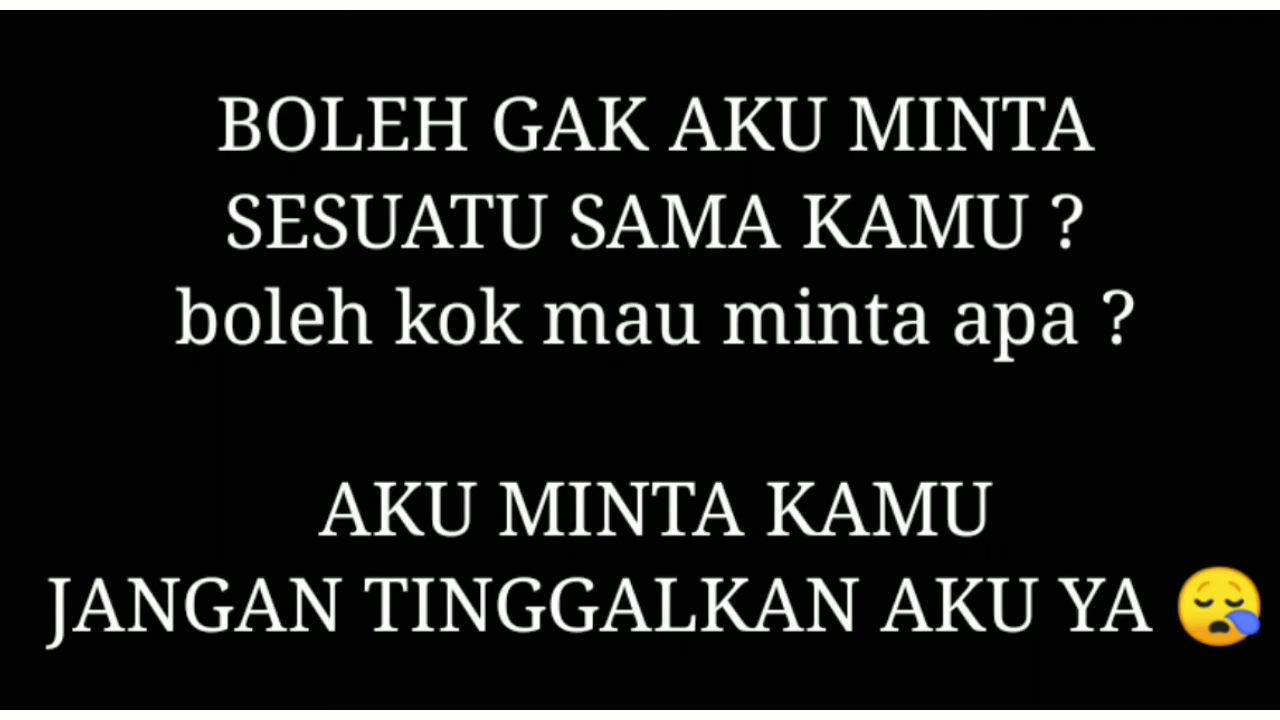 BOLEH GAK AKU MINTA
SESUATU SAMA KAMU ?
boleh kok mau minta apa ?
AKU MINTA KAMU
JANGAN TINGGALKAN AKU YA 😪